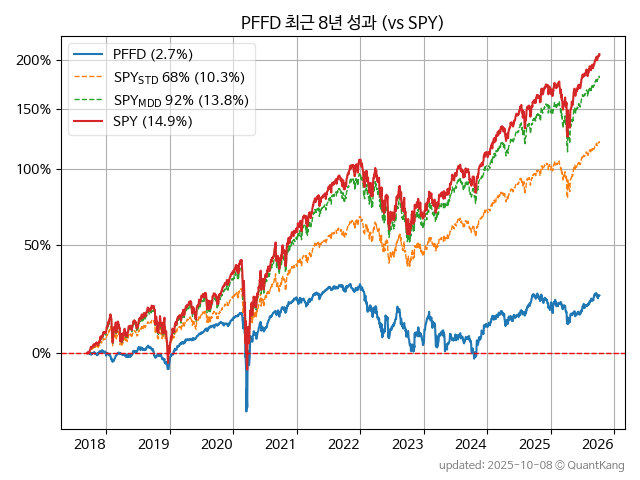 PFFD 최근 8년 성과 (vs SPY)
PFFD (2.7%)
SPY_STD 68% (10.3%)
SPY_MDD 92% (13.8%)
SPY (14.9%)
200%
150%
100%
50%
0%
2018 2019 2020 2021 2022 2023 2024 2025 2026
updated: 2025-10-08 © QuantKang